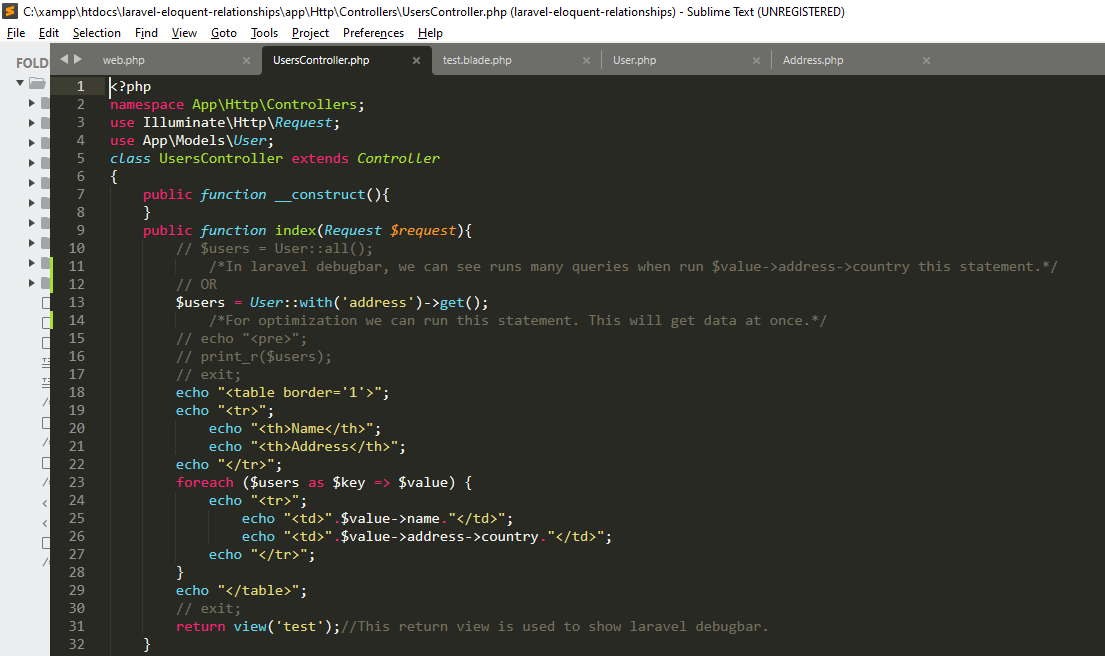 C:\xampp\htdocs\laravel-eloquent-relationships\app\Http\Controllers\UsersController.php (laravel-eloquent-relationships) - Sublime Text (UNREGISTERED)
File Edit Selection Find View Goto Tools Project Preferences Help
FOLD
web.php × UsersController.php × test.blade.php × User.php × Address.php ×
1 <?php
2 namespace App\Http\Controllers;
3 use Illuminate\Http\Request;
4 use App\Models\User;
5 class UsersController extends Controller
6 {
7     public function __construct(){
8     }
9     public function index(Request $request){
10         // $users = User::all();
11             /*In laravel debugbar, we can see runs many queries when run $value->address->country this statement.*/
12         // OR
13         $users = User::with('address')->get();
14             /*For optimization we can run this statement. This will get data at once.*/
15         // echo "<pre>";
16         // print_r($users);
17         // exit;
18         echo "<table border='1'>";
19         echo "<tr>";
20             echo "<th>Name</th>";
21             echo "<th>Address</th>";
22         echo "</tr>";
23         foreach ($users as $key => $value) {
24             echo "<tr>";
25                 echo "<td>".$value->name."</td>";
26                 echo "<td>".$value->address->country."</td>";
27             echo "</tr>";
28         }
29         echo "</table>";
30         // exit;
31         return view('test');//This return view is used to show laravel debugbar.
32     }